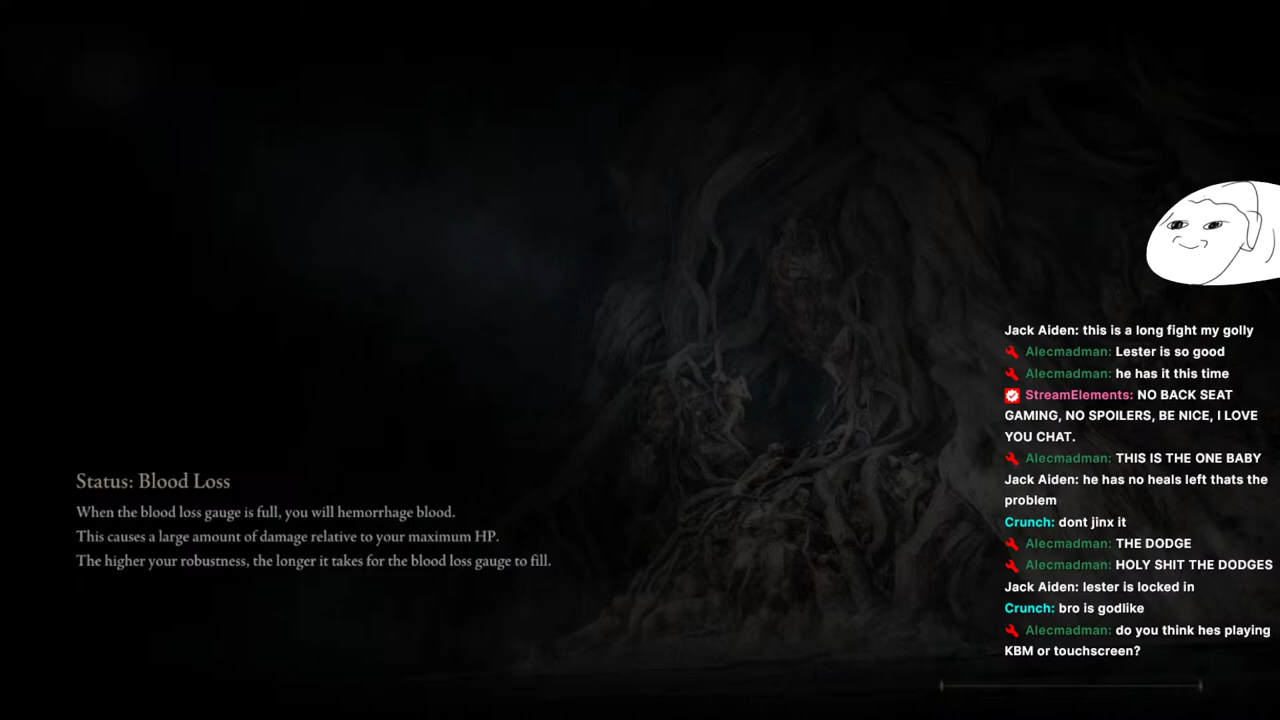 Jack Aiden: this is a long fight my golly
Alecmadman: Lester is so good
Alecmadman: he has it this time
StreamElements: NO BACK SEAT
GAMING, NO SPOILERS, BE NICE, I LOVE
YOU CHAT.
Alecmadman: THIS IS THE ONE BABY
Jack Aiden: he has no heals left thats the
problem
Crunch: dont jinx it
Alecmadman: THE DODGE
Alecmadman: HOLY SHIT THE DODGES
Jack Aiden: lester is locked in
Crunch: bro is godlike
Alecmadman: do you think hes playing
KBM or touchscreen?
Status: Blood Loss
When the blood loss gauge is full, you will hemorrhage blood.
This causes a large amount of damage relative to your maximum HP.
The higher your robustness, the longer it takes for the blood loss gauge to fill.